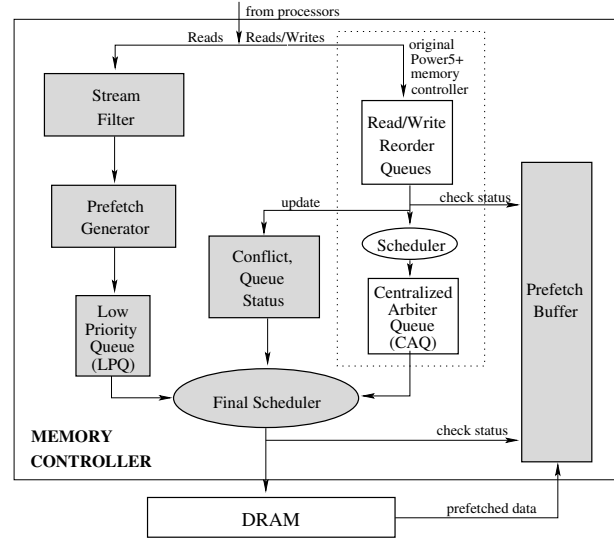 from processors
Reads
Reads/Writes
original
Power5+
memory
controller
Stream
Filter
Read/Write
Reorder
Queues
Prefetch
Generator
update
check status
Scheduler
Conflict,
Queue
Status
Centralized
Arbiter
Queue
(CAQ)
Prefetch
Buffer
Low
Priority
Queue
(LPQ)
Final Scheduler
MEMORY
CONTROLLER
check status
DRAM
prefetched data